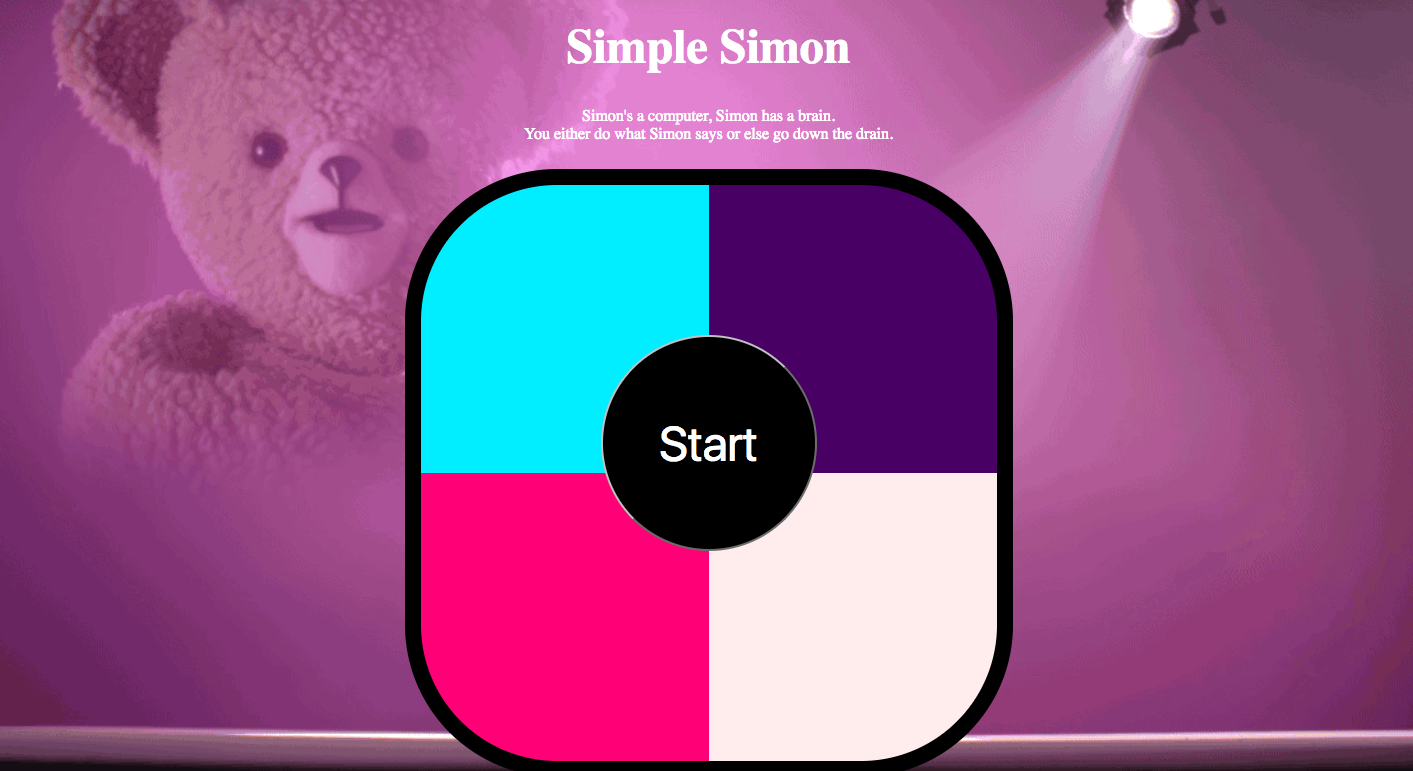 Simple Simon
Simon's a computer, Simon has a brain.
You either do what Simon says or else go down the drain.
Start